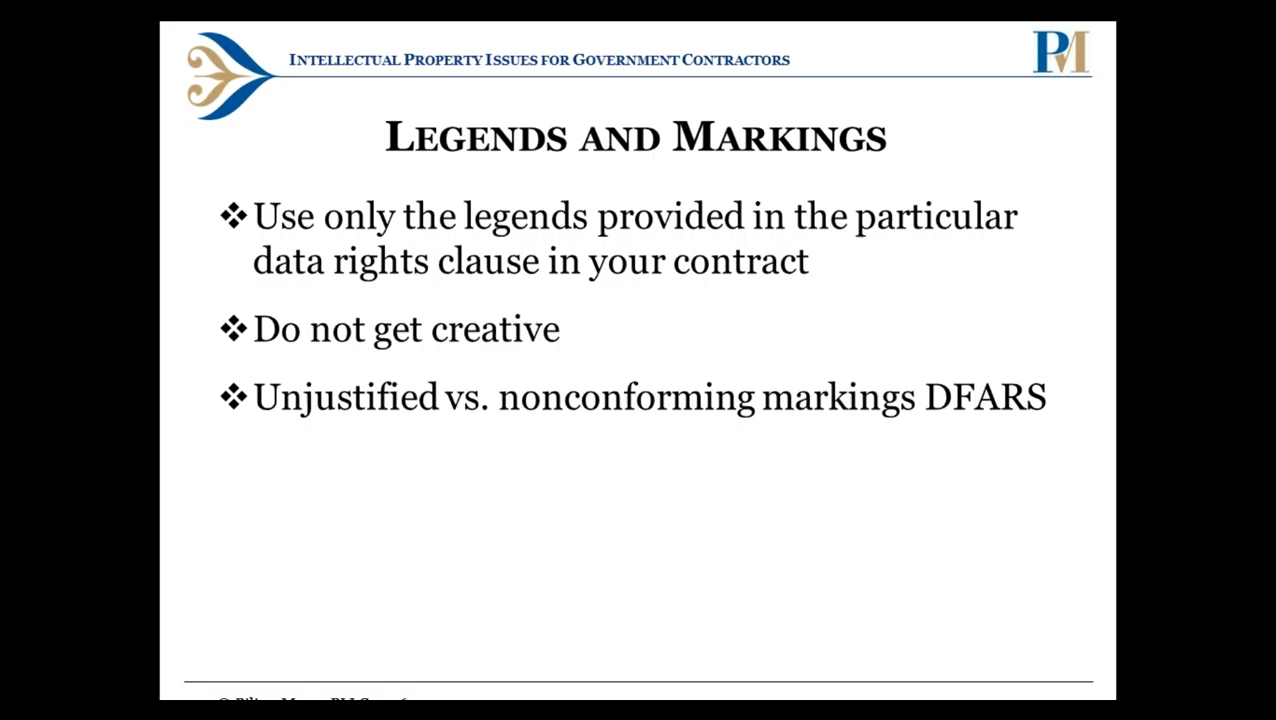 INTELLECTUAL PROPERTY ISSUES FOR GOVERNMENT CONTRACTORS
PM
LEGENDS AND MARKINGS
❖ Use only the legends provided in the particular
data rights clause in your contract
❖ Do not get creative
❖ Unjustified vs. nonconforming markings DFARS